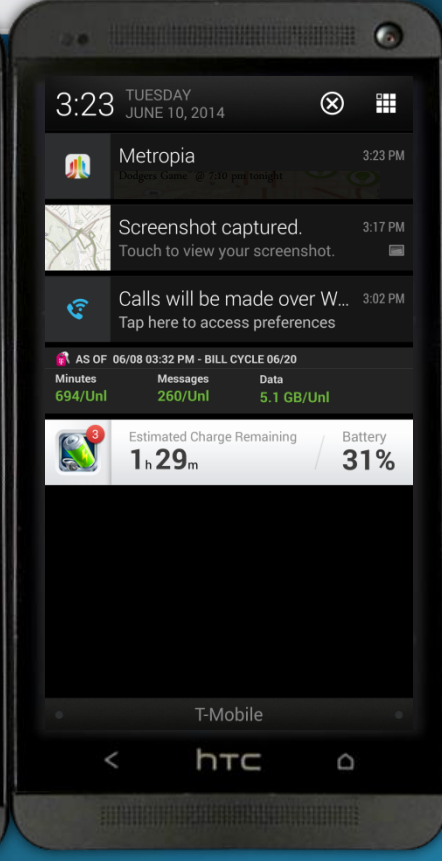 3:23 TUESDAY
JUNE 10, 2014
Metropia 3:23 PM
Dodgers Game @ 7:10 pm tonight
Screenshot captured. 3:17 PM
Touch to view your screenshot.
Calls will be made over W... 3:02 PM
Tap here to access preferences
AS OF 06/08 03:32 PM - BILL CYCLE 06/20
Minutes Messages Data
694/Unl 260/Unl 5.1 GB/Unl
3
Estimated Charge Remaining Battery
1h29m 31%
T-Mobile
hTC